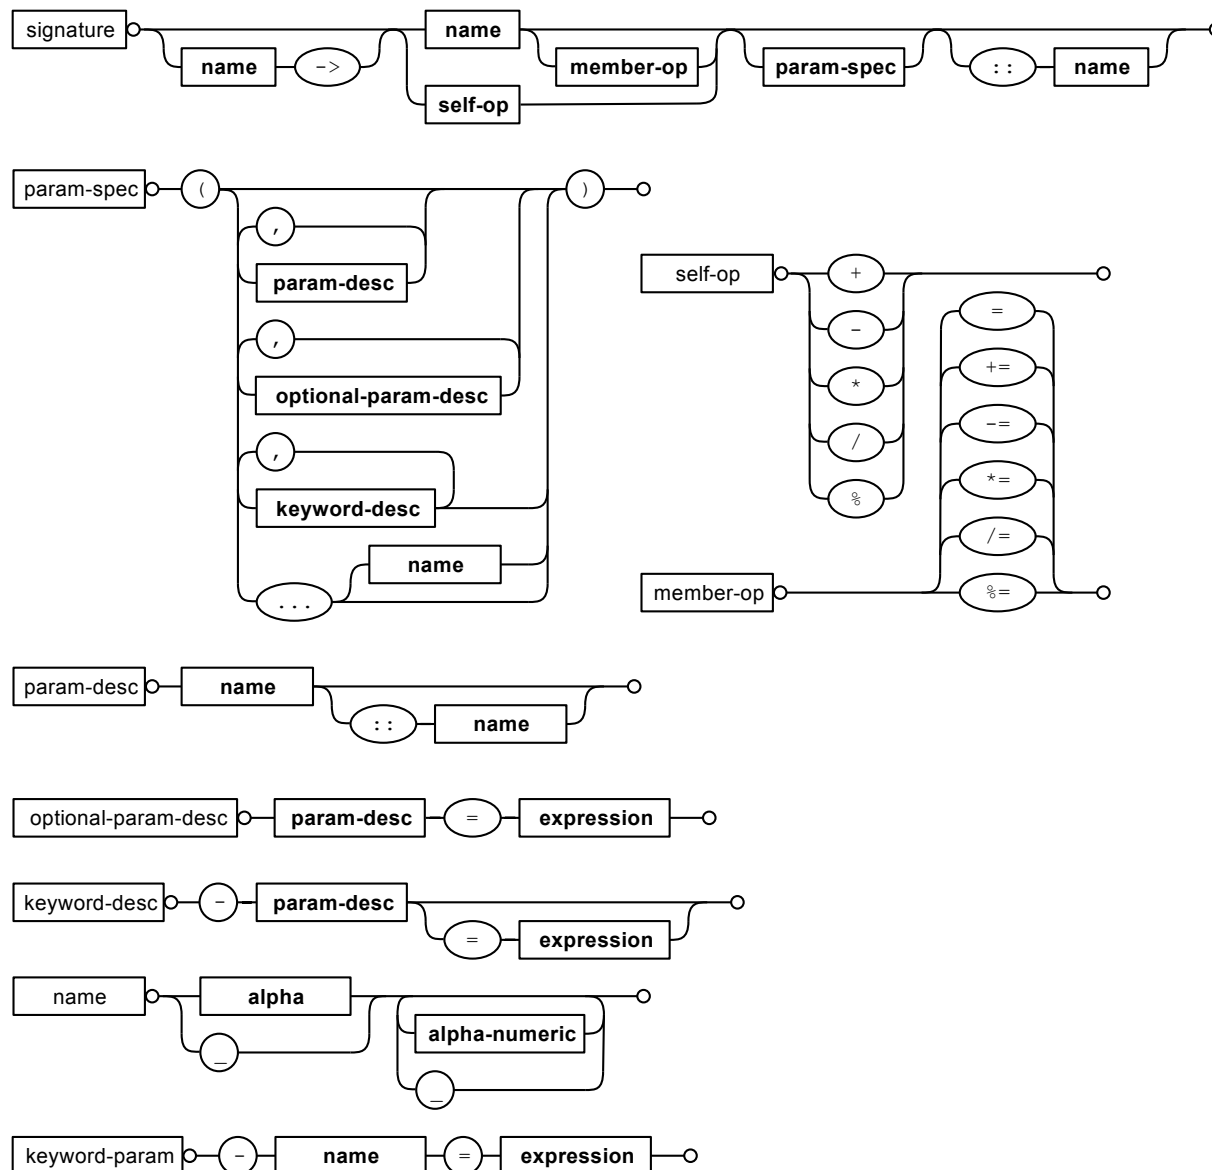 signature name member-op param-spec :: name
name ->
self-op
param-spec ( )
,
param-desc
,
optional-param-desc
,
keyword-desc
... name
self-op +
-
*
/
%
=
+=
-=
*=
/=
member-op %=
param-desc name
:: name
optional-param-desc param-desc = expression
keyword-desc - param-desc
= expression
name alpha
_
alpha-numeric
_
keyword-param - name = expression